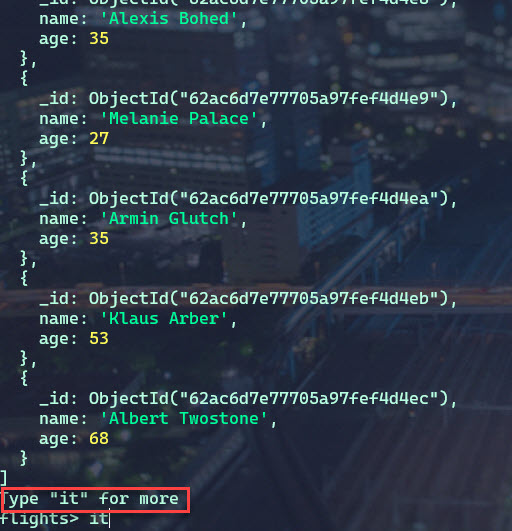 _id: ObjectId("62ac6d7e77705a97fef4d4e8"),
name: 'Alexis Bohed',
age: 35
},
{
_id: ObjectId("62ac6d7e77705a97fef4d4e9"),
name: 'Melanie Palace',
age: 27
},
{
_id: ObjectId("62ac6d7e77705a97fef4d4ea"),
name: 'Armin Glutch',
age: 35
},
{
_id: ObjectId("62ac6d7e77705a97fef4d4eb"),
name: 'Klaus Arber',
age: 53
},
{
_id: ObjectId("62ac6d7e77705a97fef4d4ec"),
name: 'Albert Twostone',
age: 68
}
]
Type "it" for more
flights> it